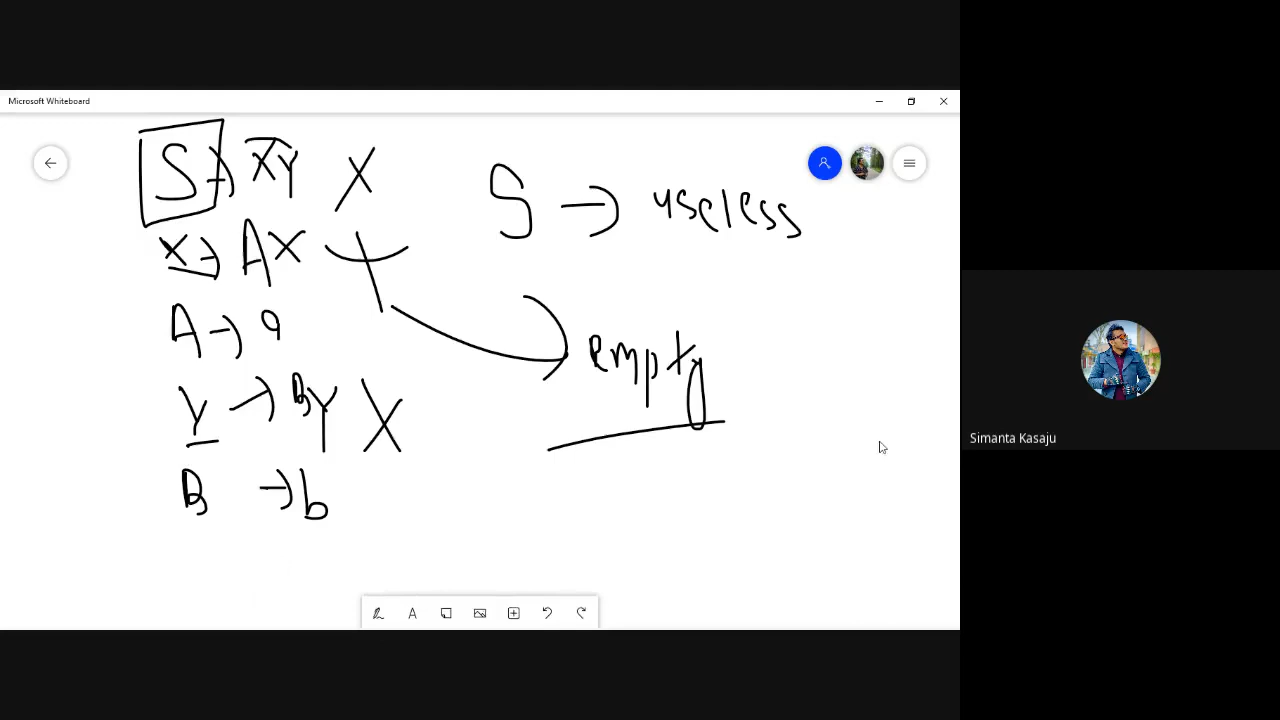 Microsoft Whiteboard
S → XY X
S → useless
X → AX X
A → a
empty
Y → BY X
B → b
A
Simanta Kasaju